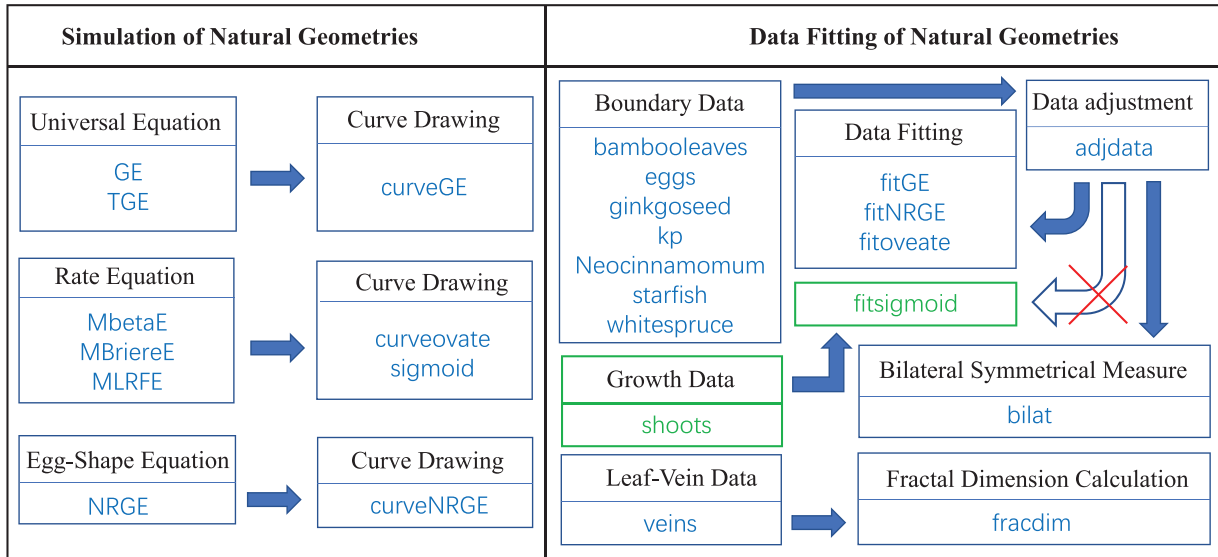 Simulation of Natural Geometries
Universal Equation
GE
TGE
Curve Drawing
curveGE
Rate Equation
MbetaE
MBriereE
MLRFE
Curve Drawing
curveovate
sigmoid
Egg-Shape Equation
NRGE
Curve Drawing
curveNRGE
Data Fitting of Natural Geometries
Boundary Data
bambooleaves
eggs
ginkgoseed
kp
Neocinnamomum
starfish
whitespruce
Data adjustment
adjdata
Data Fitting
fitGE
fitNRGE
fitoveate
fitsigmoid
Growth Data
shoots
Bilateral Symmetrical Measure
bilat
Leaf-Vein Data
veins
Fractal Dimension Calculation
fracdim